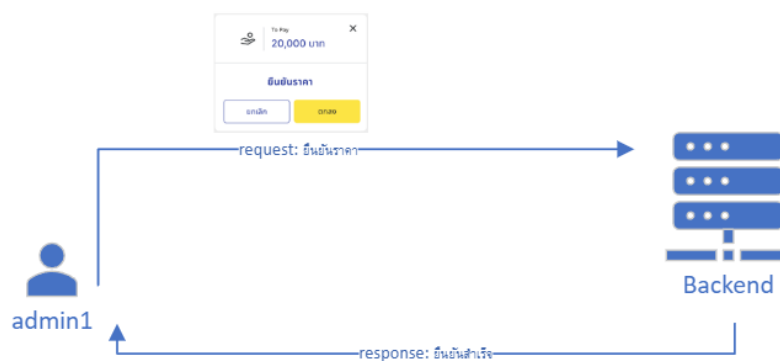 To Pay
20,000 บาท
ยืนยันราคา
ยกเลิก
ตกลง
request: ยืนยันราคา
Backend
admin1
response: ยืนยันสำเร็จ